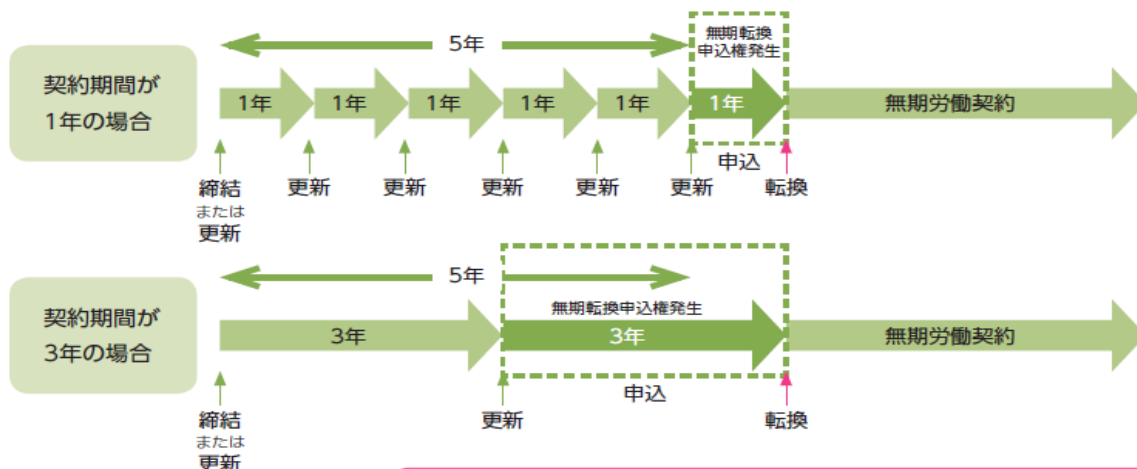 5年
無期転換
申込権発生
契約期間が
1年の場合
1年 1年 1年 1年 1年 1年 無期労働契約
申込
締結
または
更新
更新 更新 更新 更新 更新 転換
5年
無期転換申込権発生
契約期間が
3年の場合
3年 3年 無期労働契約
申込
締結
または
更新
更新 転換